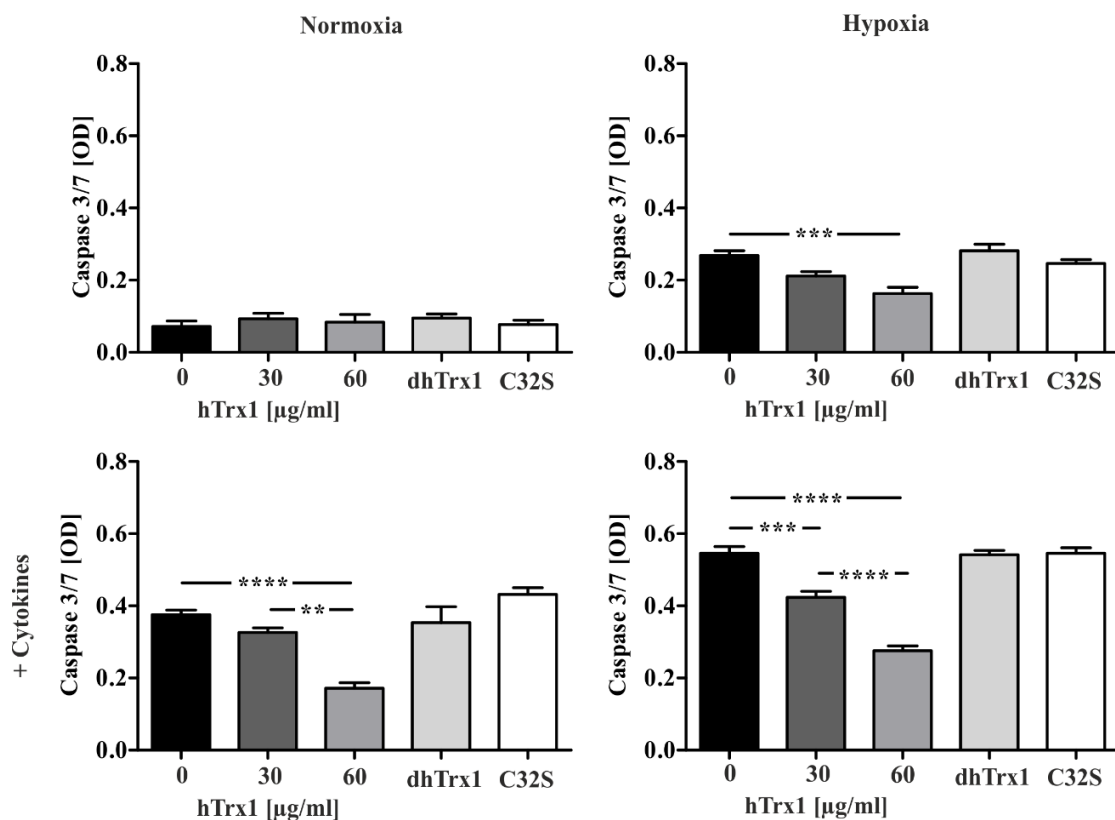 Normoxia
Hypoxia
Caspase 3/7 [OD]
0.8
0.6
0.4
0.2
0.0
0 30 60 dhTrx1 C32S
hTrx1 [µg/ml]
Caspase 3/7 [OD]
0.8
0.6
0.4
0.2
0.0
***
0 30 60 dhTrx1 C32S
hTrx1 [µg/ml]
+ Cytokines
Caspase 3/7 [OD]
0.8
0.6
0.4
0.2
0.0
****
**
0 30 60 dhTrx1 C32S
hTrx1 [µg/ml]
Caspase 3/7 [OD]
0.8
0.6
0.4
0.2
0.0
****
***
****
0 30 60 dhTrx1 C32S
hTrx1 [µg/ml]